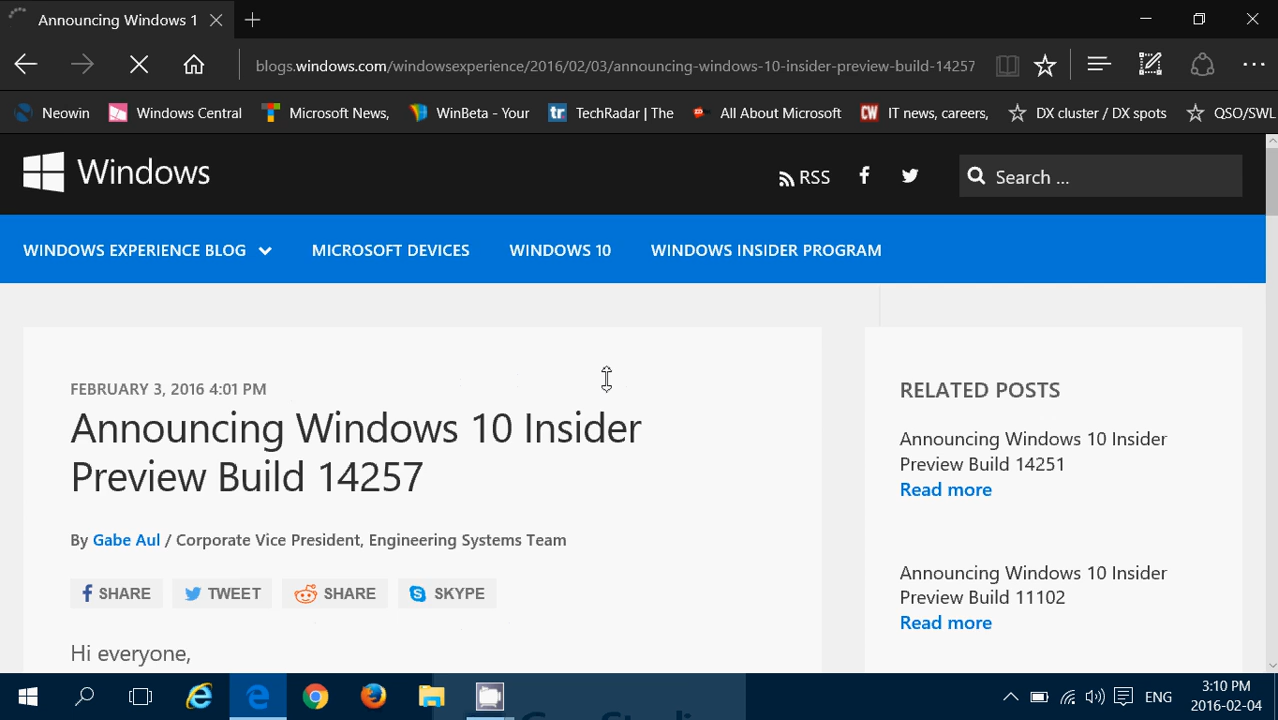 Announcing Windows 1
blogs.windows.com/windowsexperience/2016/02/03/announcing-windows-10-insider-preview-build-14257
Neowin Windows Central Microsoft News, WinBeta - Your TechRadar | The All About Microsoft IT news, careers, DX cluster / DX spots QSO/SWL
Windows
RSS
Search ...
WINDOWS EXPERIENCE BLOG MICROSOFT DEVICES WINDOWS 10 WINDOWS INSIDER PROGRAM
FEBRUARY 3, 2016 4:01 PM
Announcing Windows 10 Insider
Preview Build 14257
By Gabe Aul / Corporate Vice President, Engineering Systems Team
SHARE TWEET SHARE SKYPE
Hi everyone,
RELATED POSTS
Announcing Windows 10 Insider
Preview Build 14251
Read more
Announcing Windows 10 Insider
Preview Build 11102
Read more
ENG
3:10 PM
2016-02-04